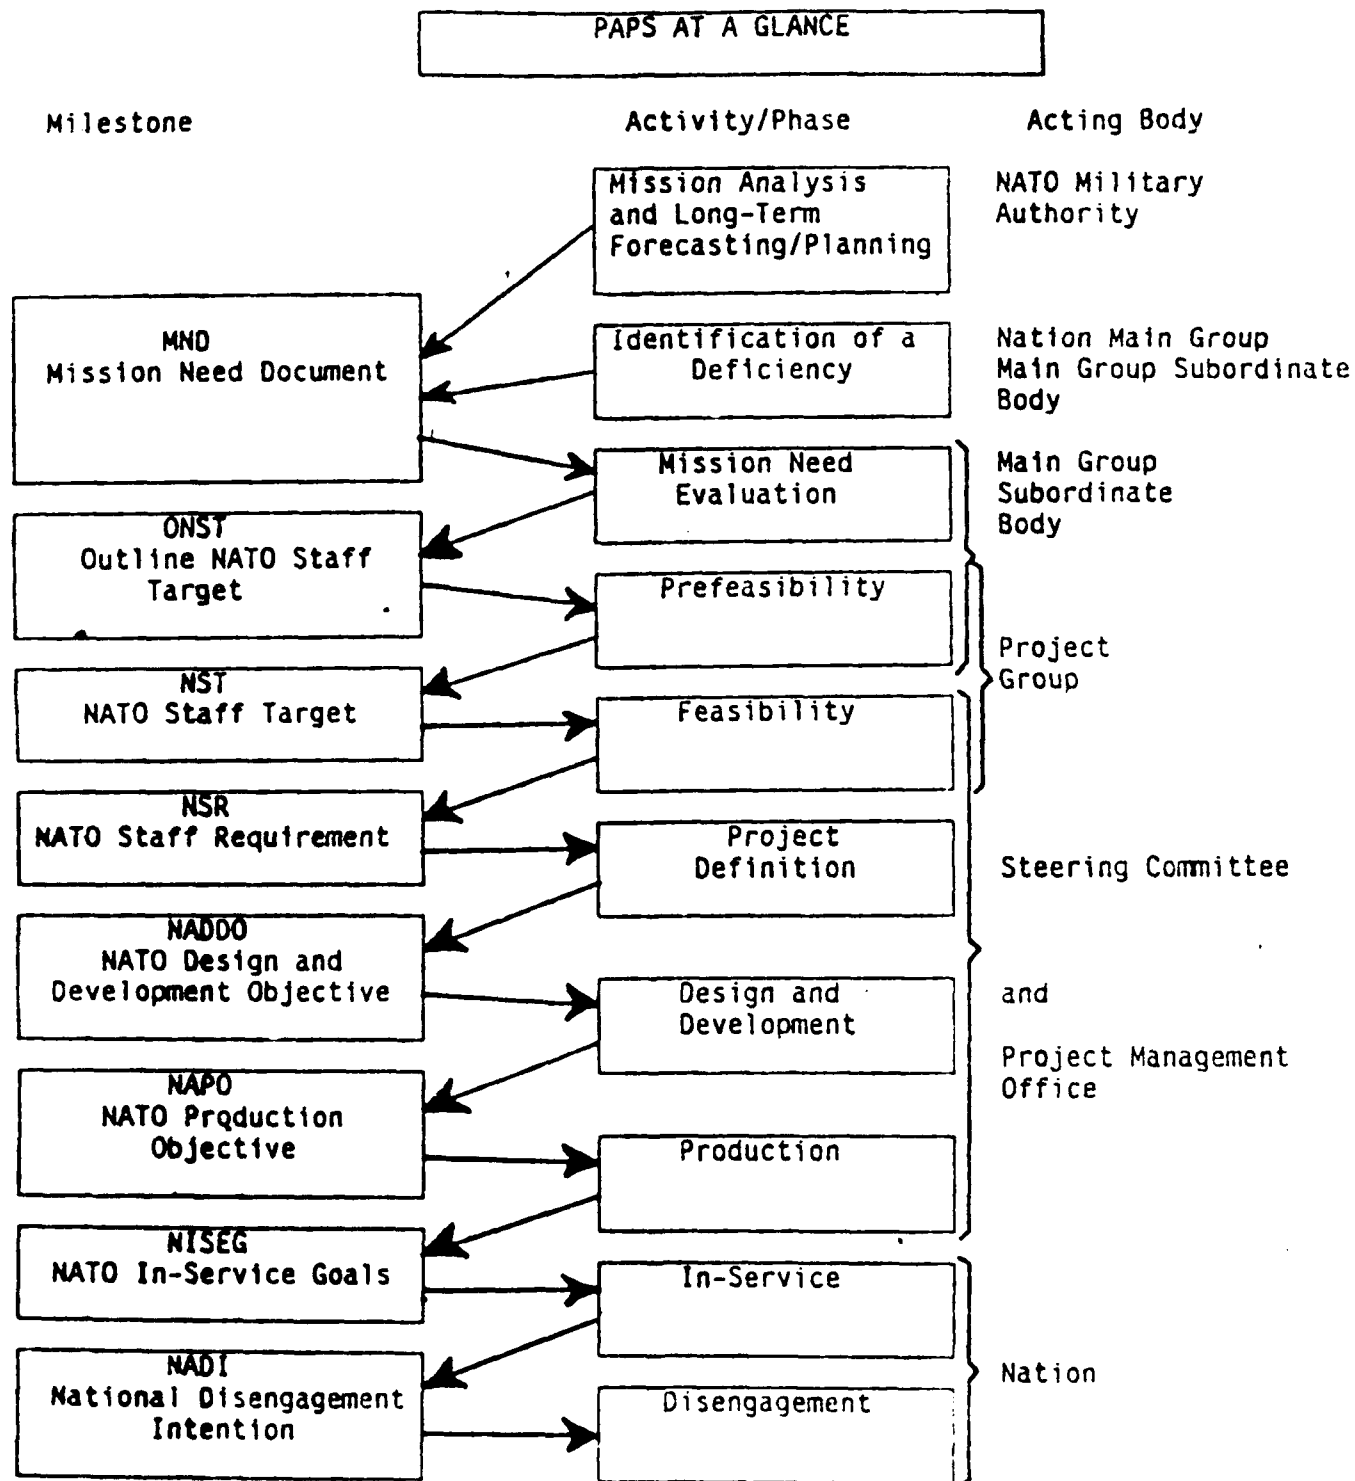 PAPS AT A GLANCE
Milestone
Activity/Phase
Acting Body
Mission Analysis
and Long-Term
Forecasting/Planning
NATO Military
Authority
MND
Mission Need Document
Identification of a
Deficiency
Nation Main Group
Main Group Subordinate
Body
Mission Need
Evaluation
Main Group
Subordinate
Body
ONST
Outline NATO Staff
Target
Prefeasibility
Project
Group
NST
NATO Staff Target
Feasibility
NSR
NATO Staff Requirement
Project
Definition
Steering Committee
NADDO
NATO Design and
Development Objective
Design and
Development
and
Project Management
Office
NAPO
NATO Production
Objective
Production
NISEG
NATO In-Service Goals
In-Service
NADI
National Disengagement
Intention
Disengagement
Nation